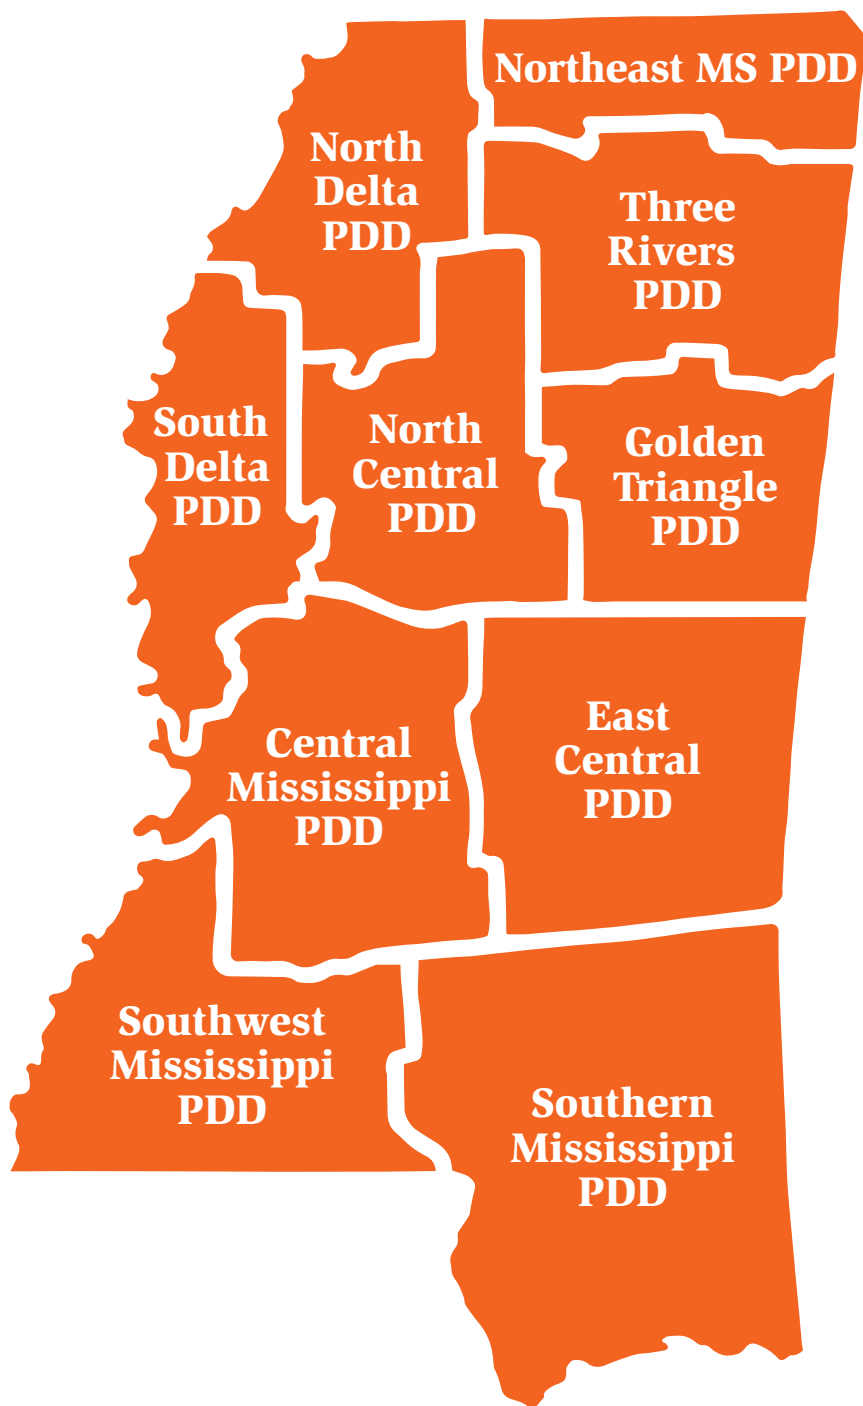 Northeast MS PDD
North
Delta
PDD
Three
Rivers
PDD
South
Delta
PDD
North
Central
PDD
Golden
Triangle
PDD
Central
Mississippi
PDD
East
Central
PDD
Southwest
Mississippi
PDD
Southern
Mississippi
PDD